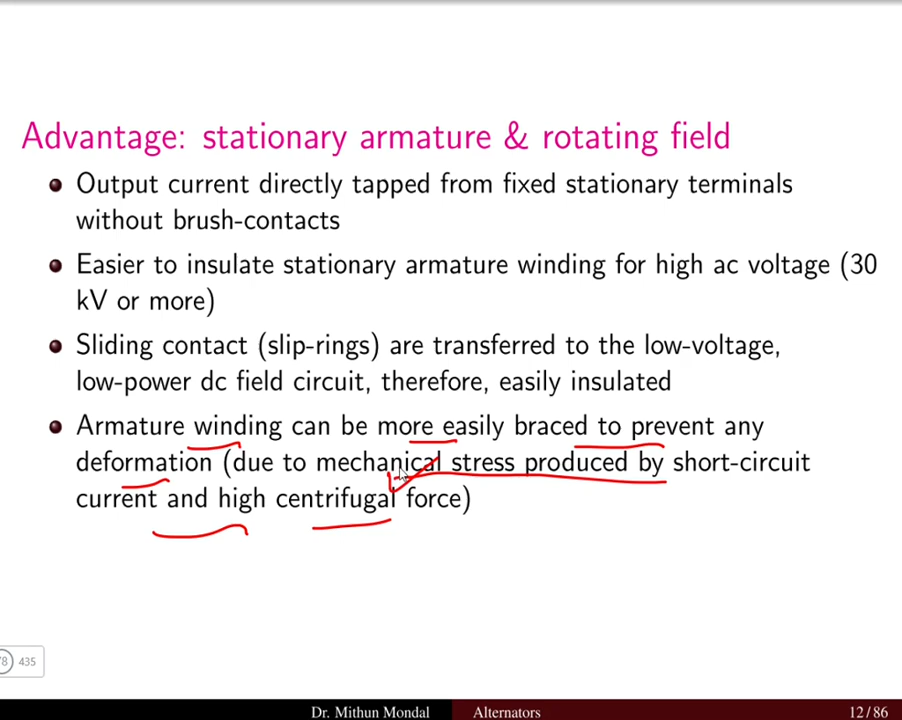 Advantage: stationary armature & rotating field
Output current directly tapped from fixed stationary terminals
without brush-contacts
Easier to insulate stationary armature winding for high ac voltage (30
kV or more)
Sliding contact (slip-rings) are transferred to the low-voltage,
low-power dc field circuit, therefore, easily insulated
Armature winding can be more easily braced to prevent any
deformation (due to mechanical stress produced by short-circuit
current and high centrifugal force)
435
Dr. Mithun Mondal Alternators 12/86